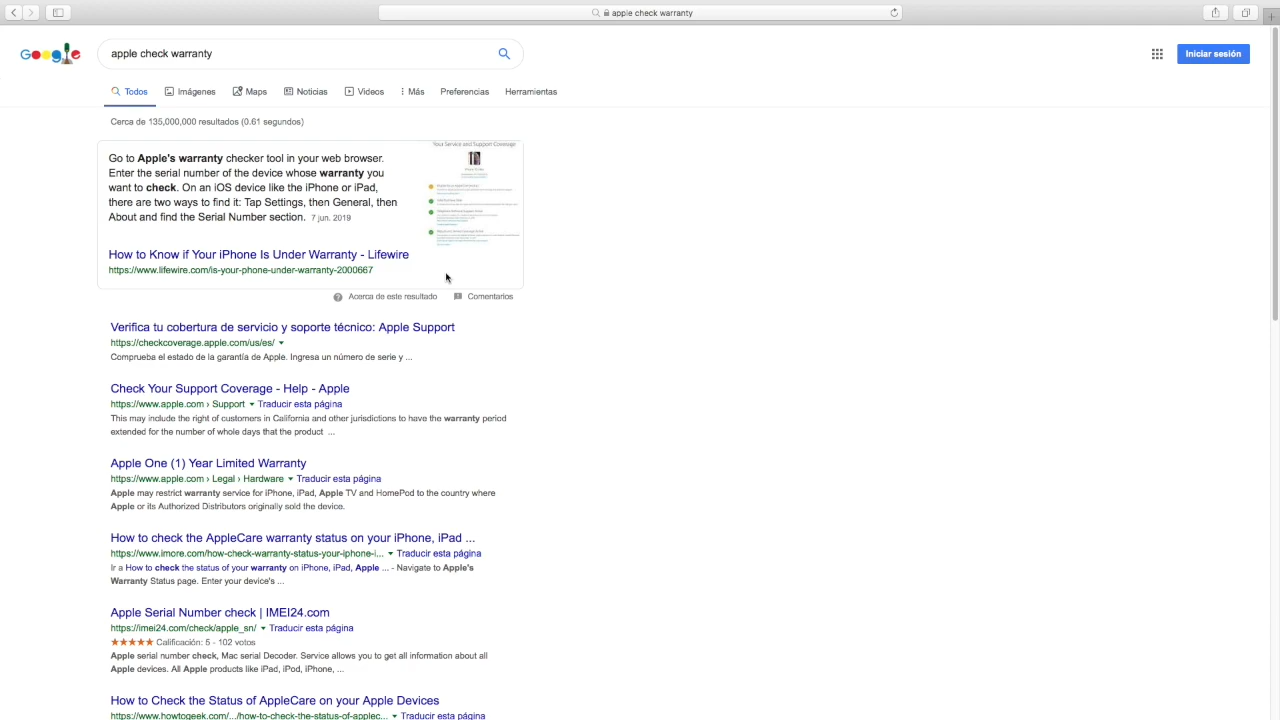 apple check warranty
Google
apple check warranty
Iniciar sesión
Todos Imágenes Maps Noticias Videos Más Preferencias Herramientas
Cerca de 135,000,000 resultados (0.61 segundos)
Your Service and Support Coverage
Go to Apple's warranty checker tool in your web browser.
Enter the serial number of the device whose warranty you
want to check. On an iOS device like the iPhone or iPad,
there are two ways to find it: Tap Settings, then General, then
About and find the Serial Number section. 7 jun. 2019
How to Know if Your iPhone Is Under Warranty - Lifewire
https://www.lifewire.com/is-your-phone-under-warranty-2000667
Acerca de este resultado Comentarios
Verifica tu cobertura de servicio y soporte técnico: Apple Support
https://checkcoverage.apple.com/us/es/
Comprueba el estado de la garantía de Apple. Ingresa un número de serie y ...
Check Your Support Coverage - Help - Apple
https://www.apple.com › Support Traducir esta página
This may include the right of customers in California and other jurisdictions to have the warranty period
extended for the number of whole days that the product ...
Apple One (1) Year Limited Warranty
https://www.apple.com › Legal › Hardware Traducir esta página
Apple may restrict warranty service for iPhone, iPad, Apple TV and HomePod to the country where
Apple or its Authorized Distributors originally sold the device.
How to check the AppleCare warranty status on your iPhone, iPad ...
https://www.imore.com/how-check-warranty-status-your-iphone-i... Traducir esta página
Ir a How to check the status of your warranty on iPhone, iPad, Apple ... - Navigate to Apple's
Warranty Status page. Enter your device's ...
Apple Serial Number check | IMEI24.com
https://imei24.com/check/apple_sn/ Traducir esta página
Calificación: 5 - 102 votos
Apple serial number check, Mac serial Decoder. Service allows you to get all information about all
Apple devices. All Apple products like iPad, iPod, iPhone, ...
How to Check the Status of AppleCare on your Apple Devices
https://www.howtogeek.com/.../how-to-check-the-status-of-applec... Traducir esta página